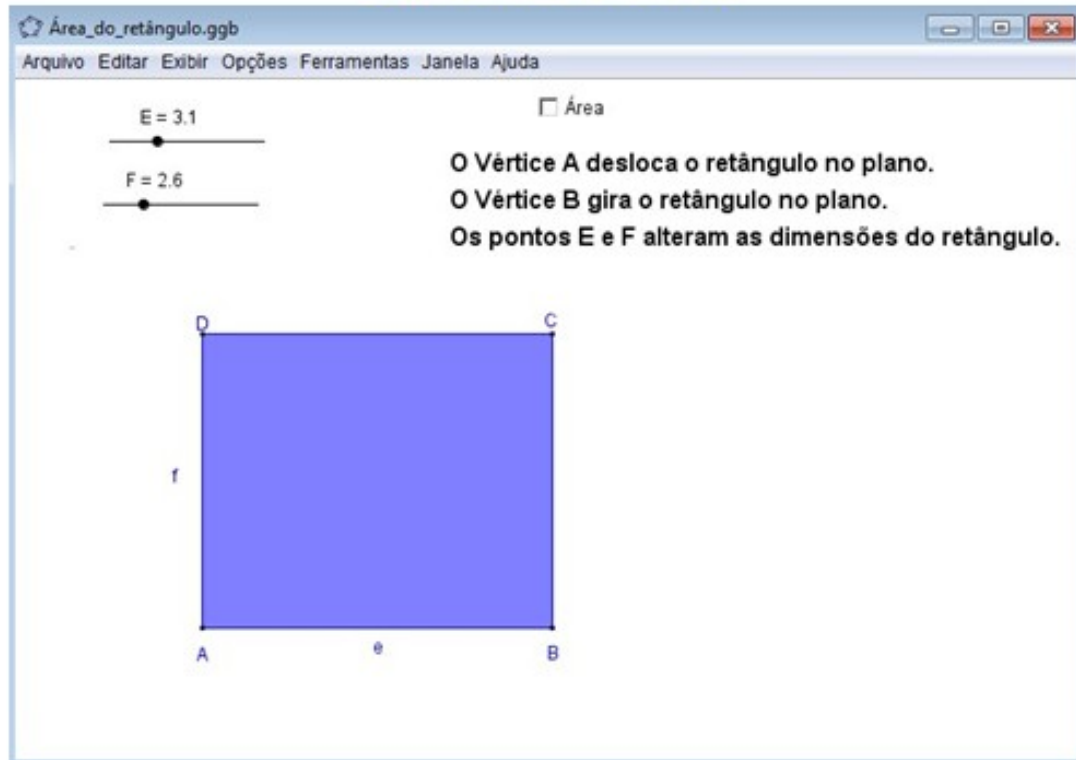 Área_do_retângulo.ggb
Arquivo Editar Exibir Opções Ferramentas Janela Ajuda
E = 3.1
Área
F = 2.6
O Vértice A desloca o retângulo no plano.
O Vértice B gira o retângulo no plano.
Os pontos E e F alteram as dimensões do retângulo.
D
C
f
A
e
B